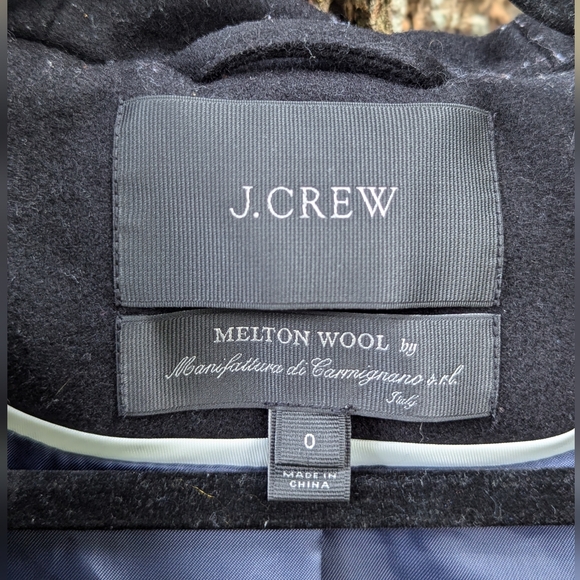 J.CREW
MELTON WOOL by
Manifattura di Carmignano s.r.l.
Italy
0
MADE IN
CHINA